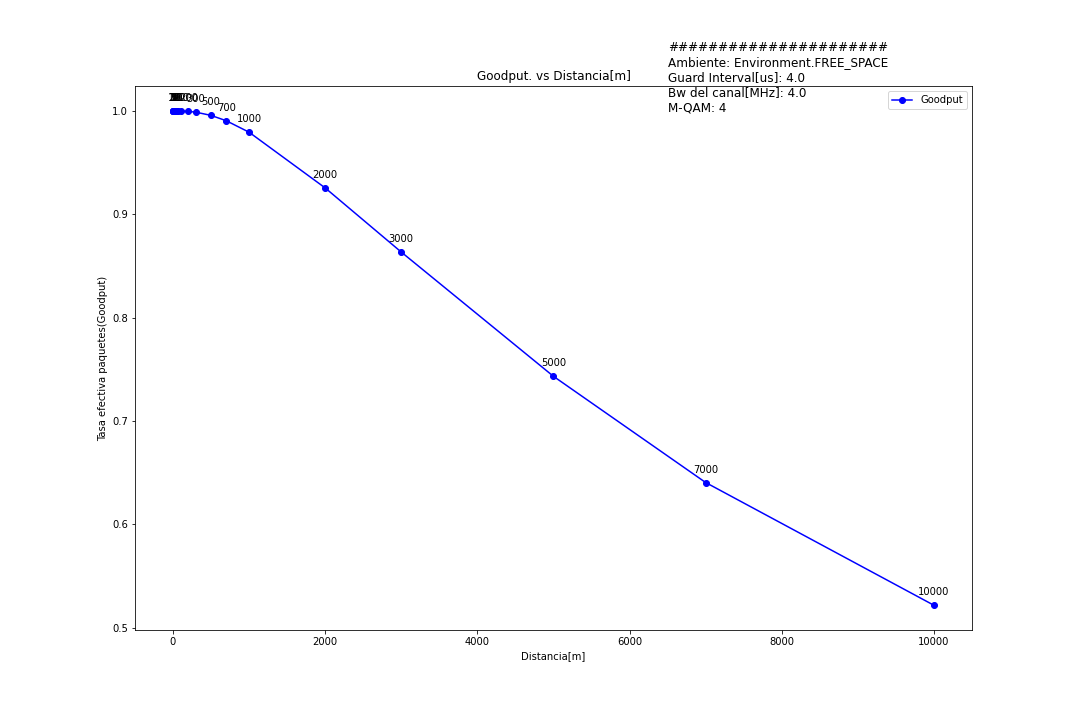 ######################
Ambiente: Environment.FREE_SPACE
Guard Interval[us]: 4.0
Bw del canal[MHz]: 4.0
M-QAM: 4
Goodput. vs Distancia[m]
Goodput
500
700
1000
2000
3000
5000
7000
10000
1.0
0.9
0.8
0.7
0.6
0.5
Tasa efectiva paquetes(Goodput)
0
2000
4000
6000
8000
10000
Distancia[m]